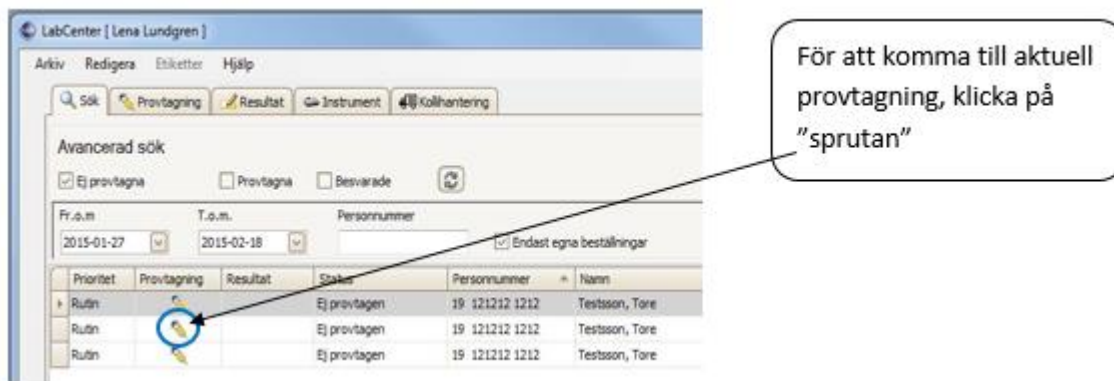 LabCenter [ Lena Lundgren ]
Arkiv Redigera Etiketter Hjälp
Sök Provtagning Resultat Instrument Kollihantering
Avancerad sök
Ej provtagna Provtagna Besvarade
Fr.o.m T.o.m. Personnummer
2015-01-27 2015-02-18 Endast egna beställningar
Prioritet Provtagning Resultat Status Personnummer Namn
Rutin Ej provtagen 19 121212 1212 Testsson, Tore
Rutin Ej provtagen 19 121212 1212 Testsson, Tore
Rutin Ej provtagen 19 121212 1212 Testsson, Tore
För att komma till aktuell
provtagning, klicka på
”sprutan”